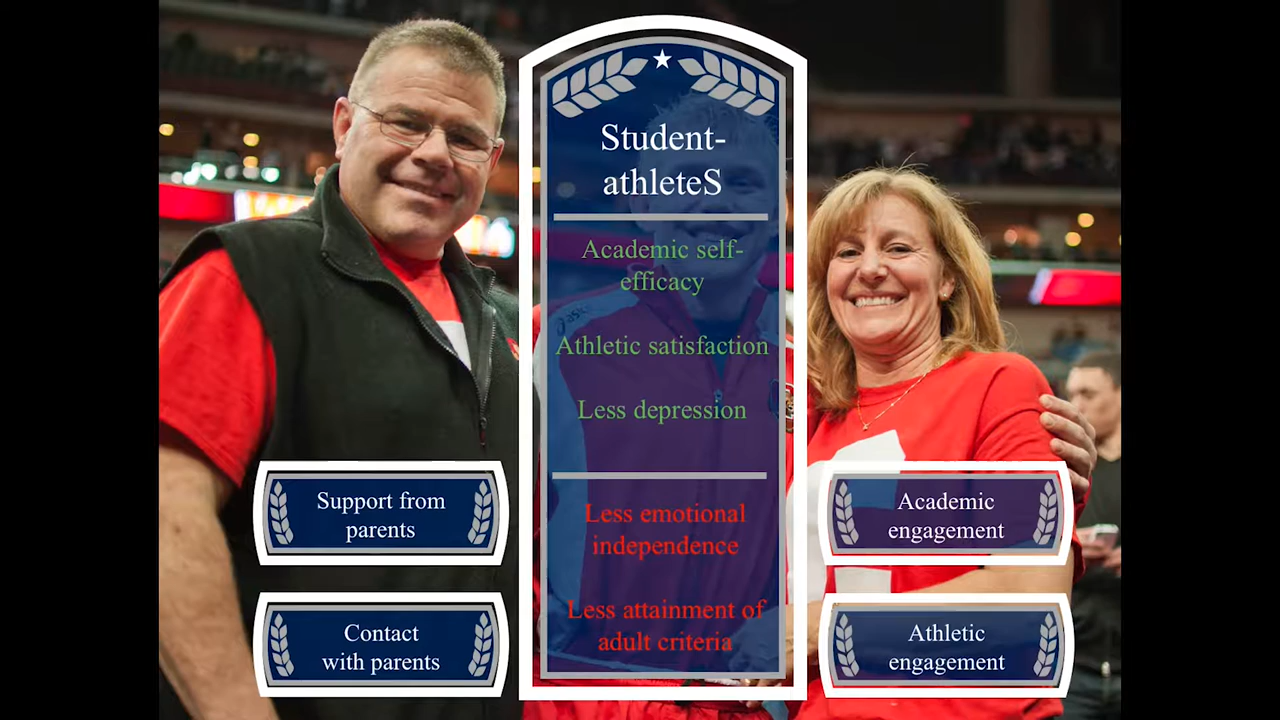 Student-
athleteS
Academic self-
efficacy
Athletic satisfaction
Less depression
Less emotional
independence
Less attainment of
adult criteria
Support from
parents
Contact
with parents
Academic
engagement
Athletic
engagement
asics